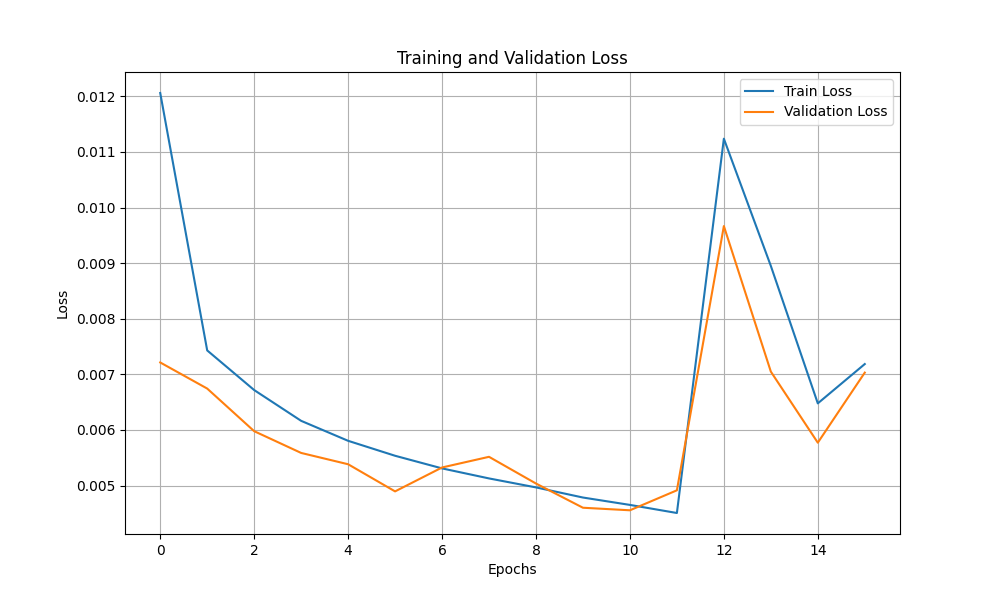 Training and Validation Loss
Train Loss
Validation Loss
0.012
0.011
0.010
0.009
0.008
0.007
0.006
0.005
Loss
0 2 4 6 8 10 12 14
Epochs